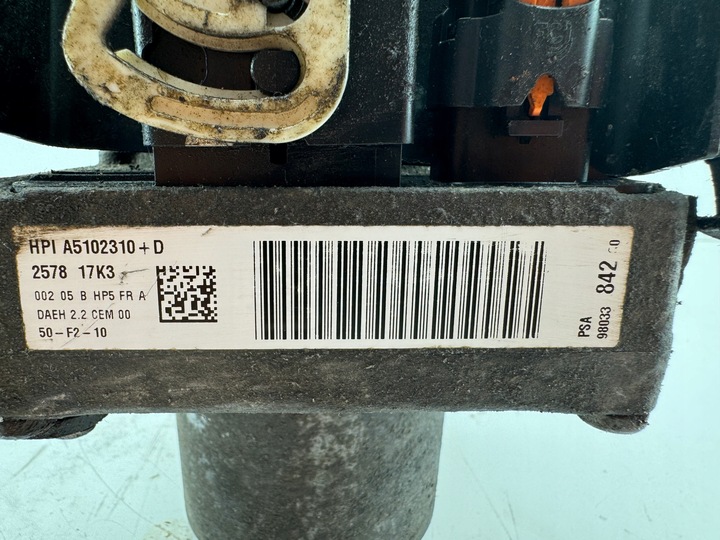 HPI A5102310+D
2578 17K3
002 05 B HP5 FR A
DAEH 2.2 CEM 00
50-F2-10
PSA
98033 842